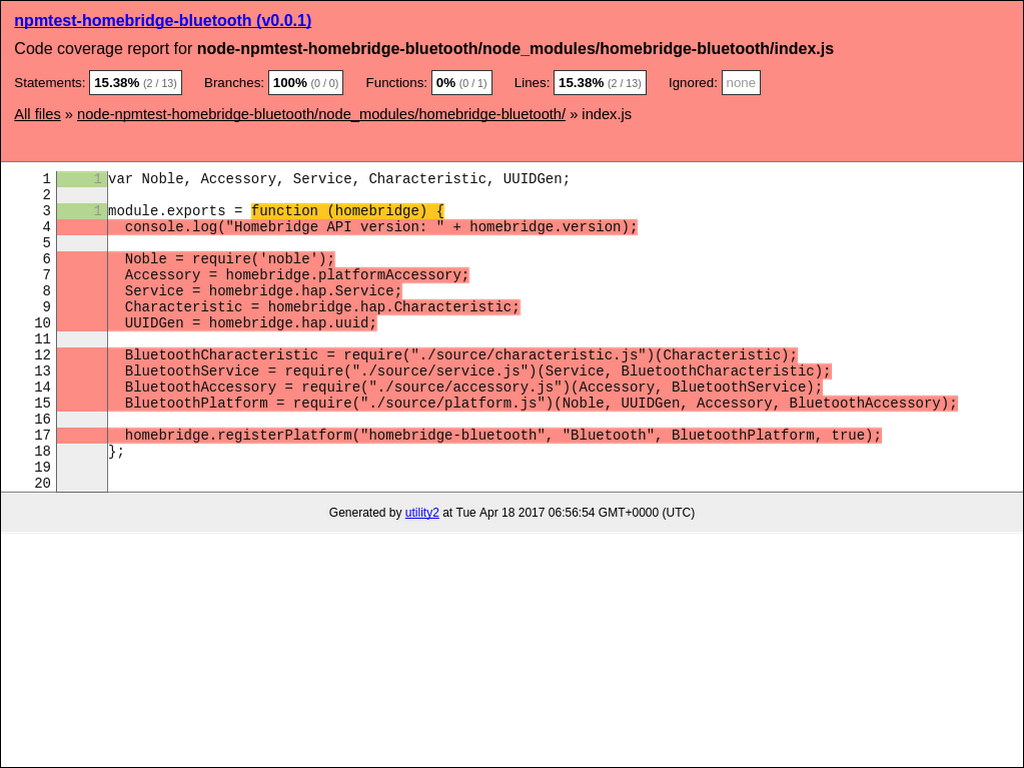 npmtest-homebridge-bluetooth (v0.0.1)
Code coverage report for node-npmtest-homebridge-bluetooth/node_modules/homebridge-bluetooth/index.js
Statements: 15.38% (2 / 13) Branches: 100% (0 / 0) Functions: 0% (0 / 1) Lines: 15.38% (2 / 13) Ignored: none
All files » node-npmtest-homebridge-bluetooth/node_modules/homebridge-bluetooth/ » index.js
1 1 var Noble, Accessory, Service, Characteristic, UUIDGen;
2
3 1 module.exports = function (homebridge) {
4 console.log("Homebridge API version: " + homebridge.version);
5
6 Noble = require('noble');
7 Accessory = homebridge.platformAccessory;
8 Service = homebridge.hap.Service;
9 Characteristic = homebridge.hap.Characteristic;
10 UUIDGen = homebridge.hap.uuid;
11
12 BluetoothCharacteristic = require("./source/characteristic.js")(Characteristic);
13 BluetoothService = require("./source/service.js")(Service, BluetoothCharacteristic);
14 BluetoothAccessory = require("./source/accessory.js")(Accessory, BluetoothService);
15 BluetoothPlatform = require("./source/platform.js")(Noble, UUIDGen, Accessory, BluetoothAccessory);
16
17 homebridge.registerPlatform("homebridge-bluetooth", "Bluetooth", BluetoothPlatform, true);
18 };
19
20
Generated by utility2 at Tue Apr 18 2017 06:56:54 GMT+0000 (UTC)